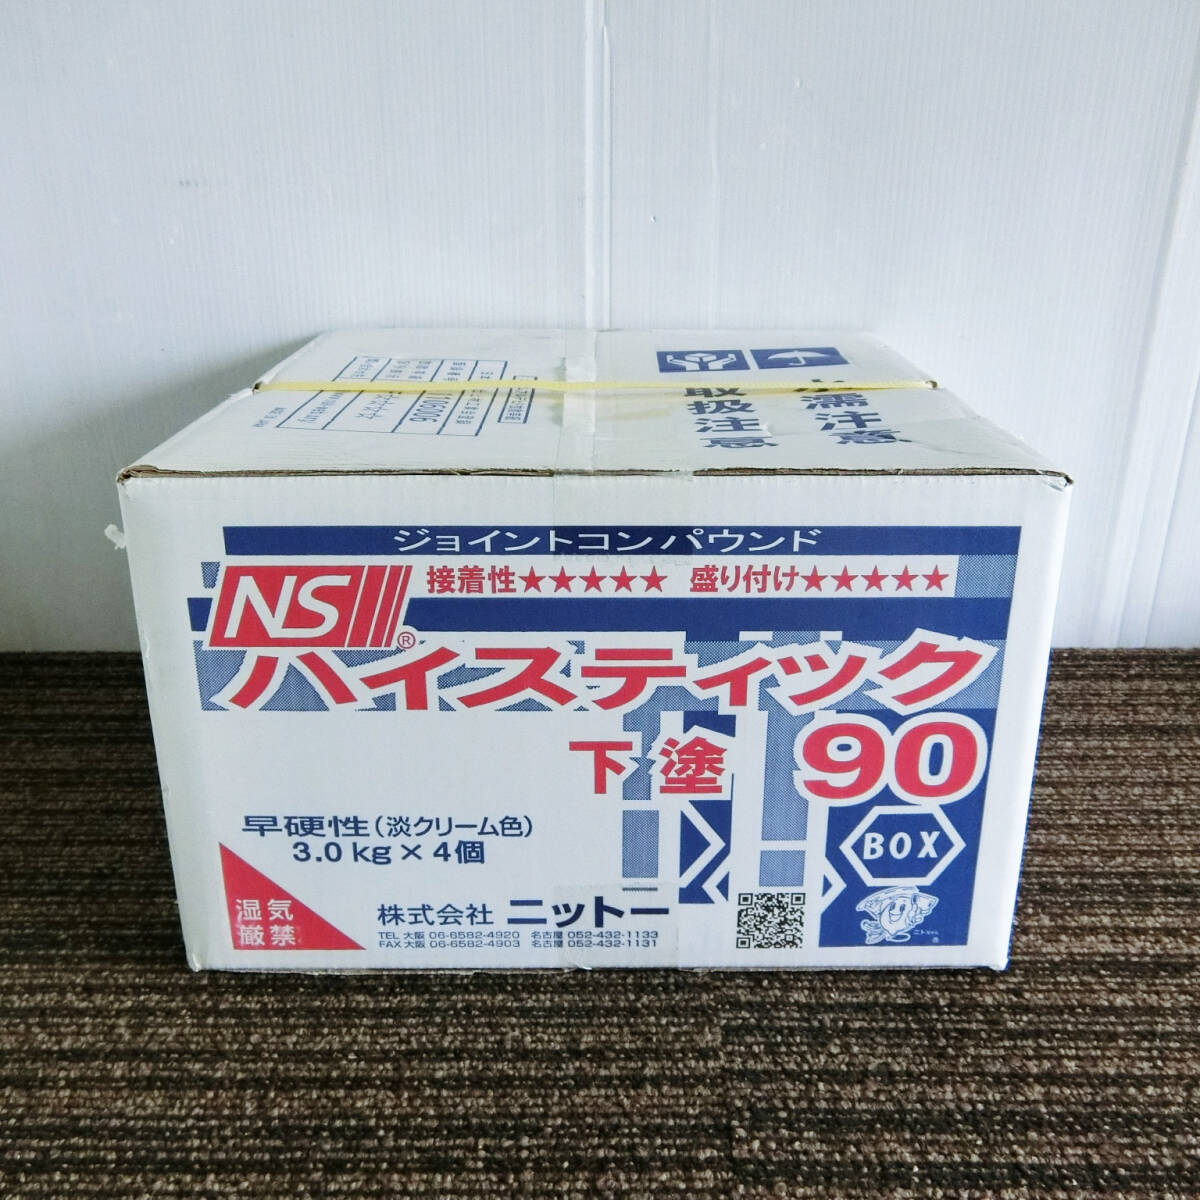 取扱注意
水濡注意
1106906
ジョイントコンパウンド
接着性★★★★★ 盛り付け★★★★★
NS®
ハイスティック
下塗 90
早硬性(淡クリーム色)
3.0kg×4個
BOX
湿気
厳禁
株式会社 ニットー
TEL 大阪 06-6582-4920 名古屋 052-432-1133
FAX 大阪 06-6582-4903 名古屋 052-432-1131